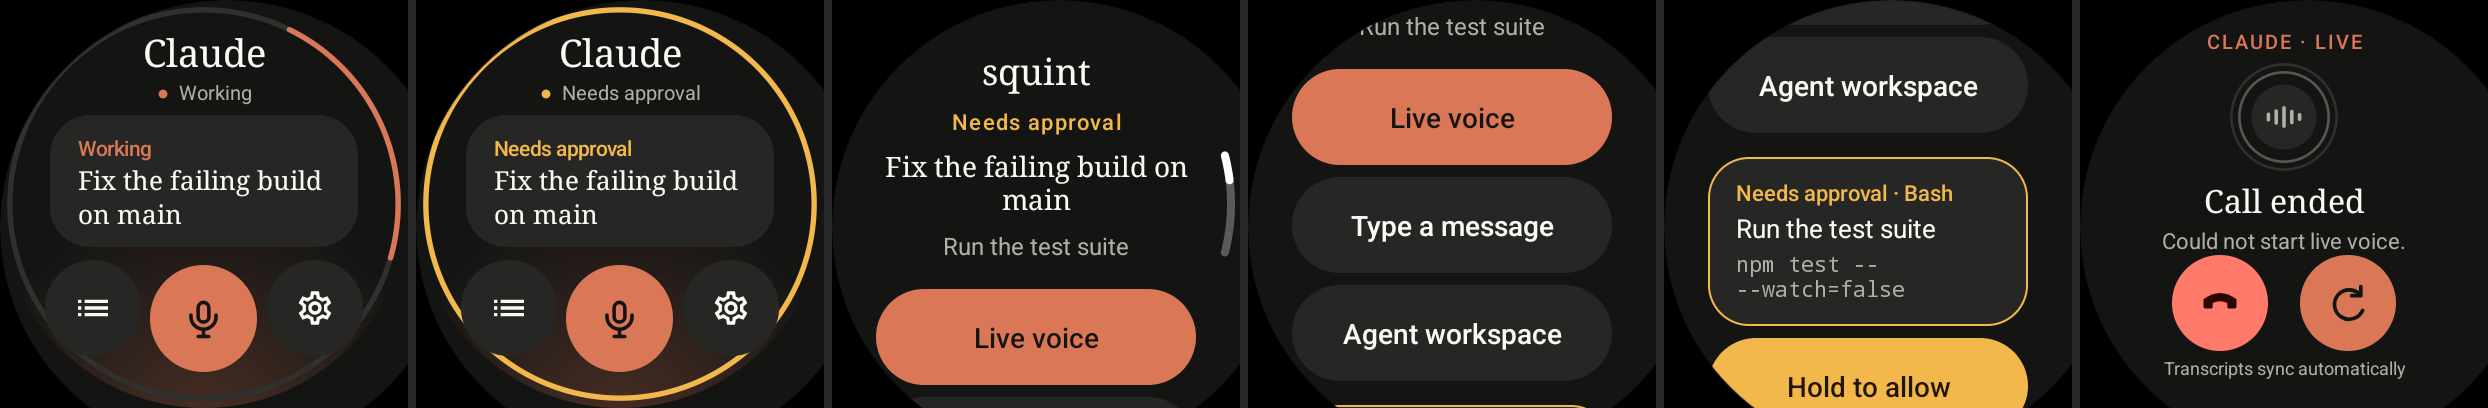 Claude
Working
Working
Fix the failing build
on main
Claude
Needs approval
Needs approval
Fix the failing build
on main
squint
Needs approval
Fix the failing build on
main
Run the test suite
Live voice
Run the test suite
Live voice
Type a message
Agent workspace
Agent workspace
Needs approval · Bash
Run the test suite
npm test --
--watch=false
Hold to allow
CLAUDE · LIVE
Call ended
Could not start live voice.
Transcripts sync automatically